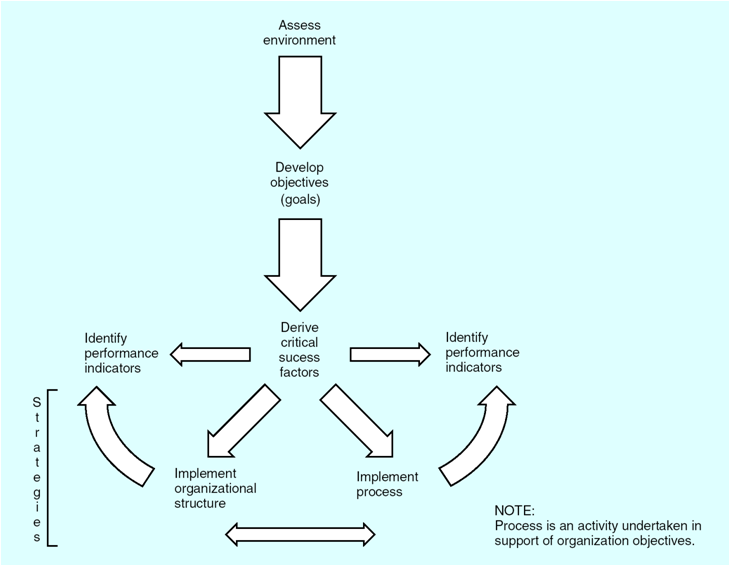 Assess
environment
Develop
objectives
(goals)
Derive
critical
sucess
factors
Identify
performance
indicators
Identify
performance
indicators
Strategies
Implement
organizational
structure
Implement
process
NOTE:
Process is an activity undertaken in
support of organization objectives.